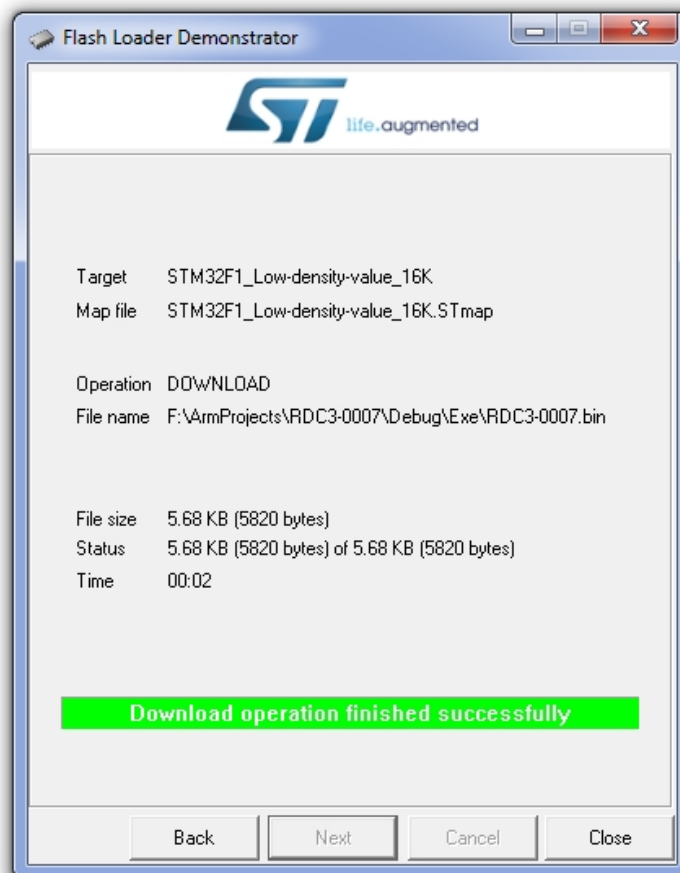 Flash Loader Demonstrator
ST life.augmented
Target STM32F1_Low-density-value_16K
Map file STM32F1_Low-density-value_16K.STmap
Operation DOWNLOAD
File name F:\ArmProjects\RDC3-0007\Debug\Exe\RDC3-0007.bin
File size 5.68 KB (5820 bytes)
Status 5.68 KB (5820 bytes) of 5.68 KB (5820 bytes)
Time 00:02
Download operation finished successfully
Back Next Cancel Close